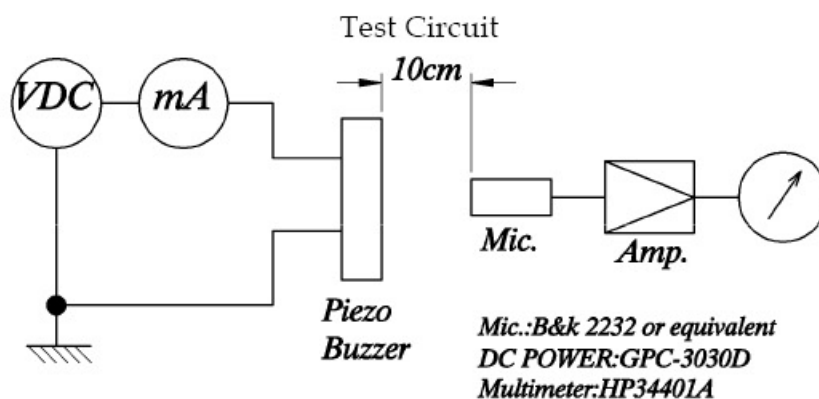 Test Circuit
10cm
VDC
mA
Mic.
Amp.
Piezo
Buzzer
Mic.:B&k 2232 or equivalent
DC POWER:GPC-3030D
Multimeter:HP34401A